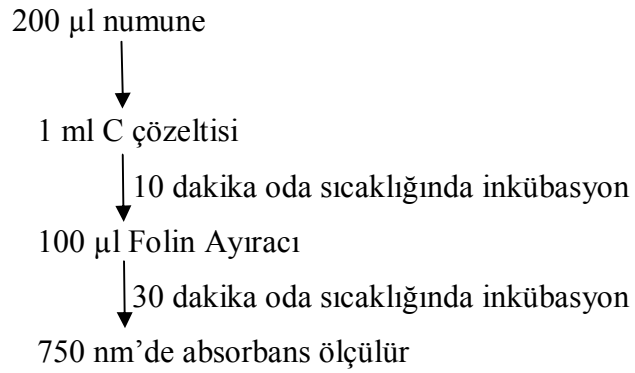 200 µl numune
1 ml C çözeltisi
10 dakika oda sıcaklığında inkübasyon
100 µl Folin Ayıracı
30 dakika oda sıcaklığında inkübasyon
750 nm’de absorbans ölçülür